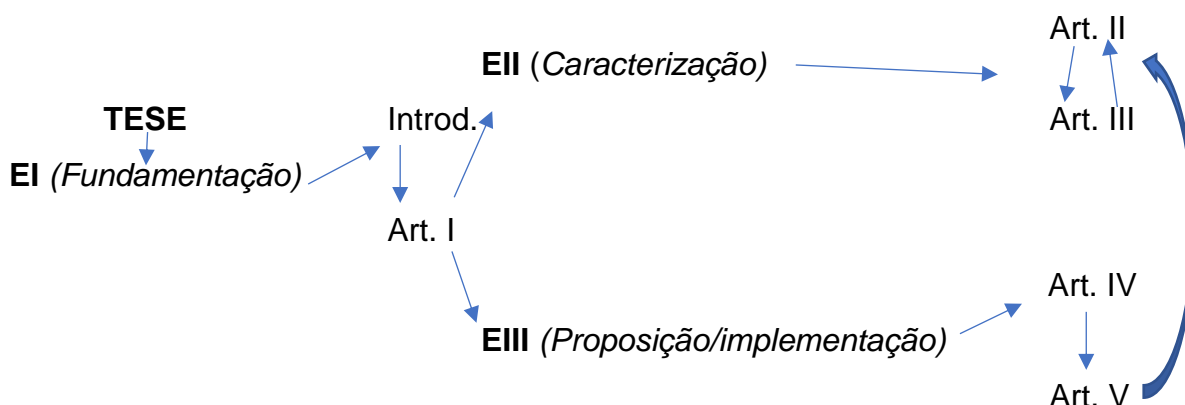 TESE
EI (Fundamentação)
Introd.
Art. I
EII (Caracterização)
Art. II
Art. III
EIII (Proposição/implementação)
Art. IV
Art. V